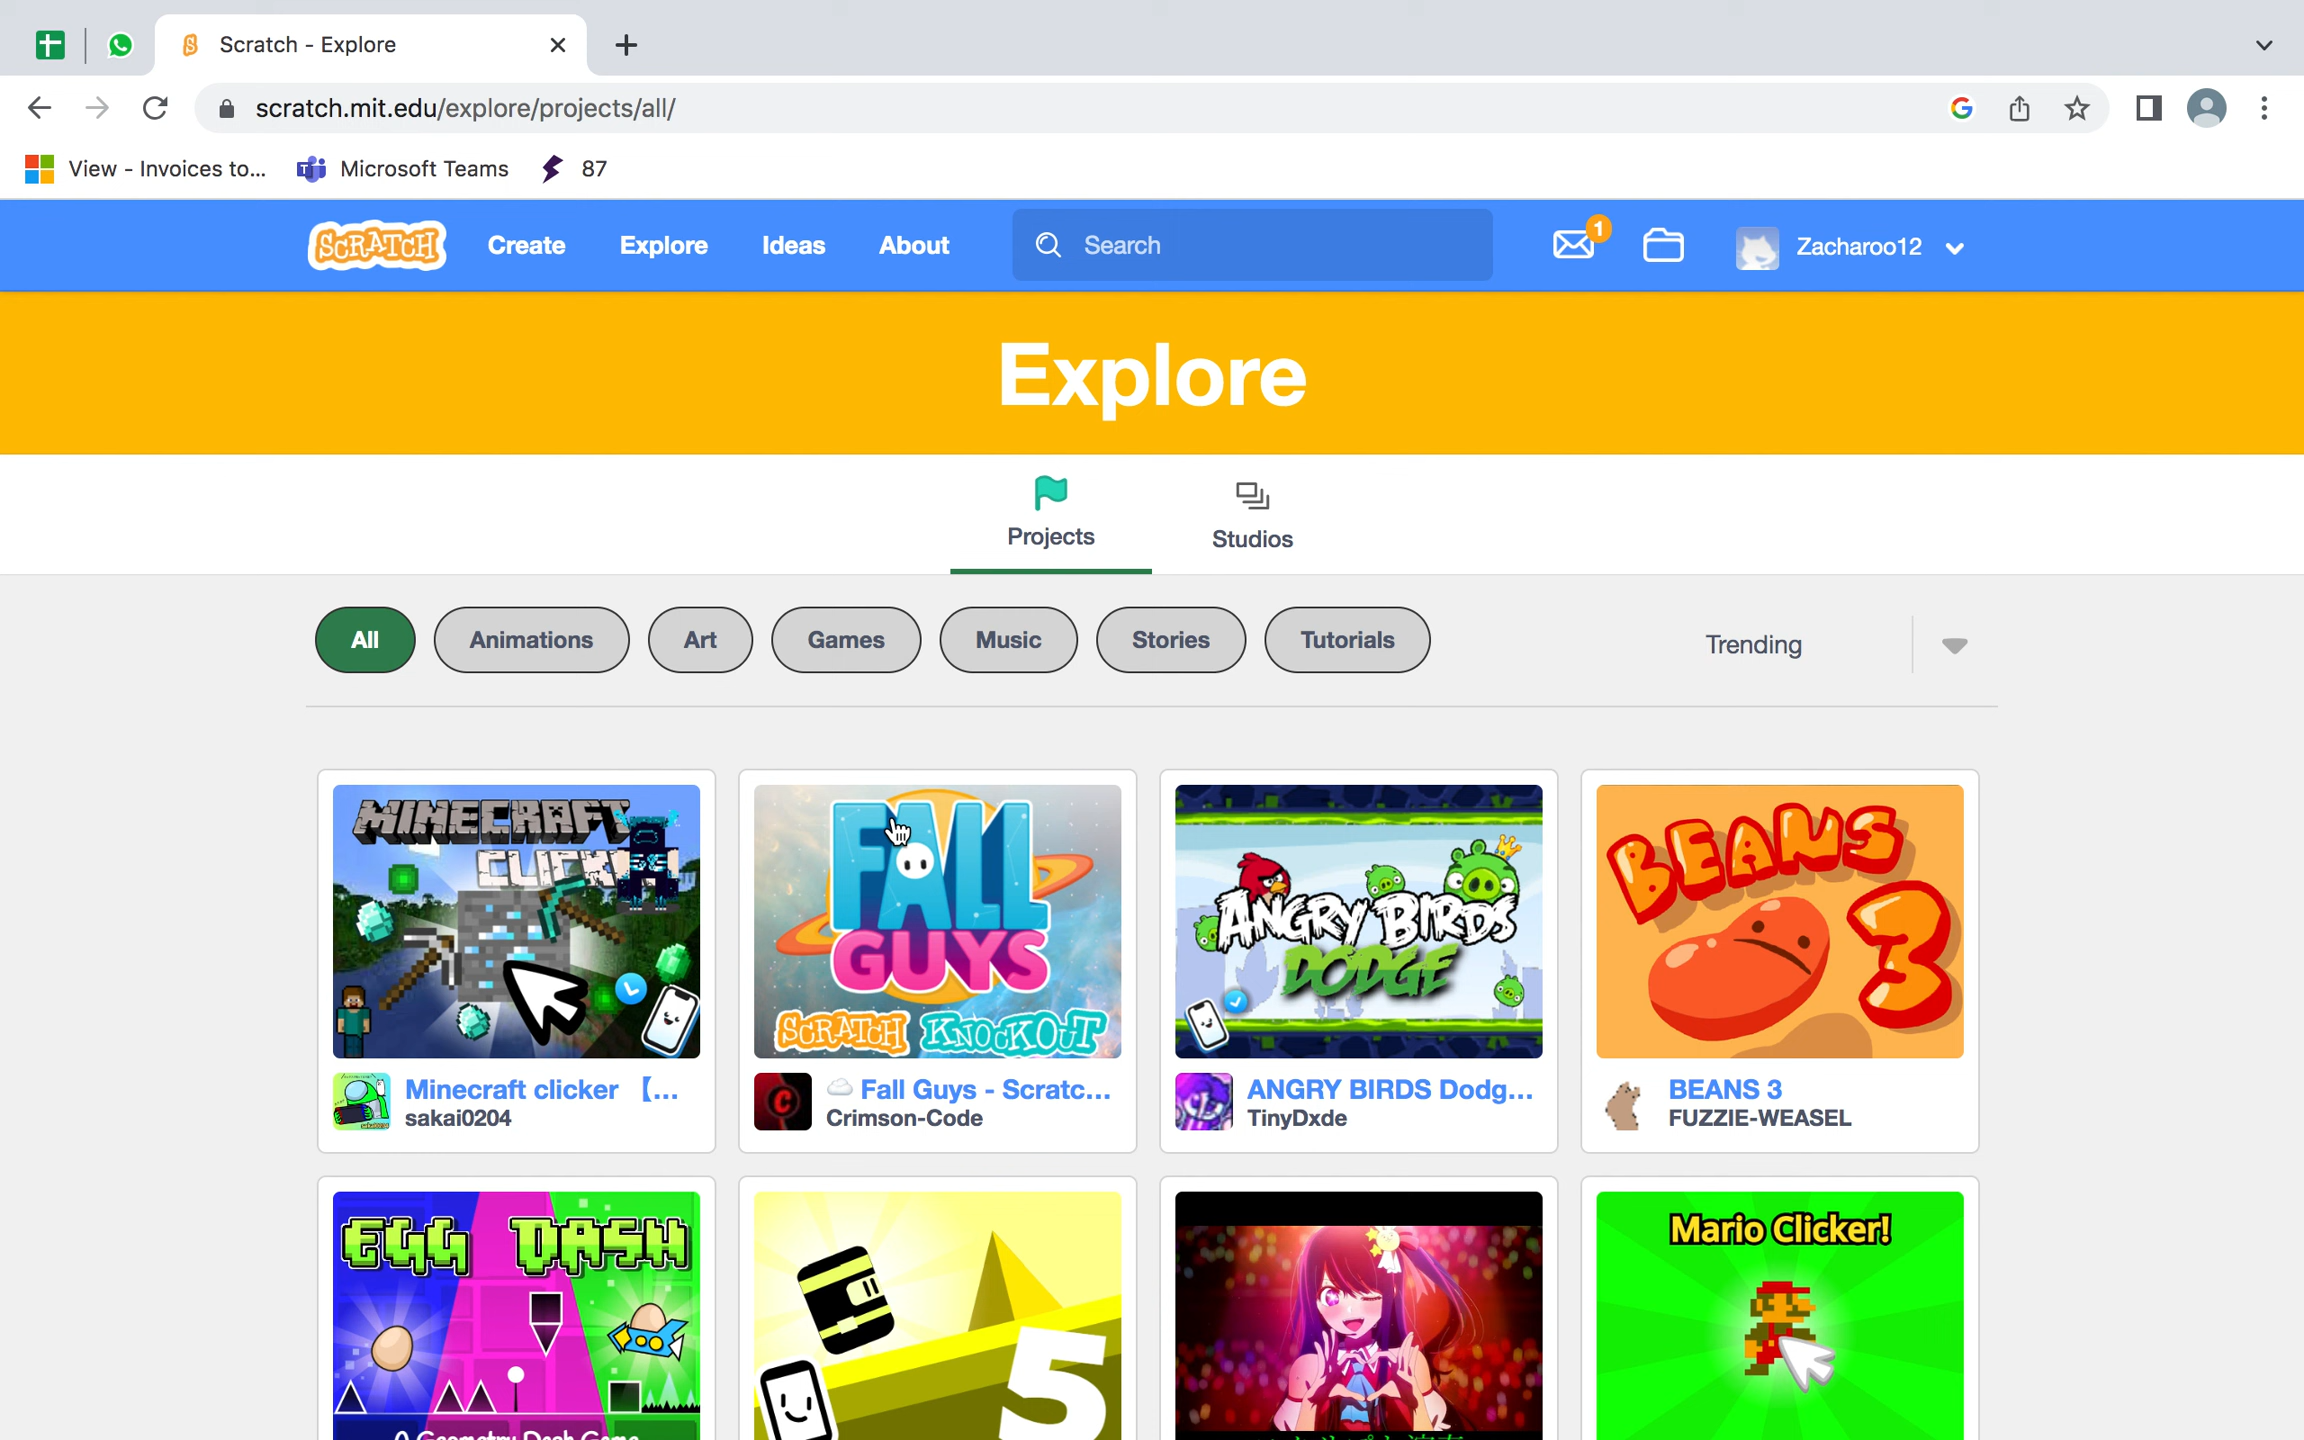 Scratch - Explore
scratch.mit.edu/explore/projects/all/
View - Invoices to... Microsoft Teams 87
SCRATCH Create Explore Ideas About Search 1 Zacharoo12
Explore
Projects Studios
All Animations Art Games Music Stories Tutorials Trending
MINECRAFT
FALL
GUYS
SCRATCH KNOCKOUT
ANGRY BIRDS
DODGE
BEANS
3
Minecraft clicker 【...
sakai0204
Fall Guys - Scratc...
Crimson-Code
ANGRY BIRDS Dodg...
TinyDxde
BEANS 3
FUZZIE-WEASEL
EGG DASH
5
Mario Clicker!